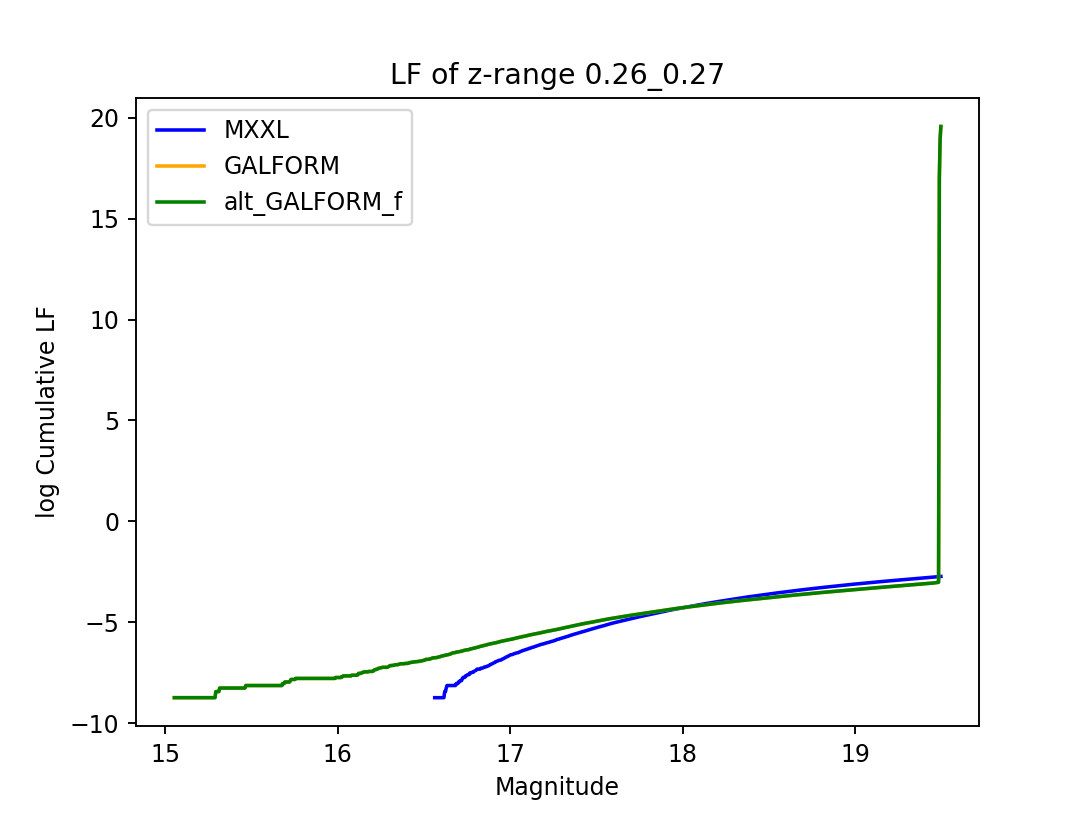 LF of z-range 0.26_0.27
MXXL
GALFORM
alt_GALFORM_f
log Cumulative LF
20
15
10
5
0
−5
−10
15 16 17 18 19
Magnitude